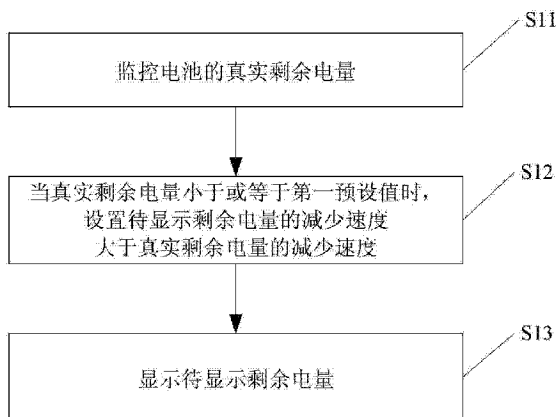 S11
监控电池的真实剩余电量
S12
当真实剩余电量小于或等于第一预设值时，
设置待显示剩余电量的减少速度
大于真实剩余电量的减少速度
S13
显示待显示剩余电量